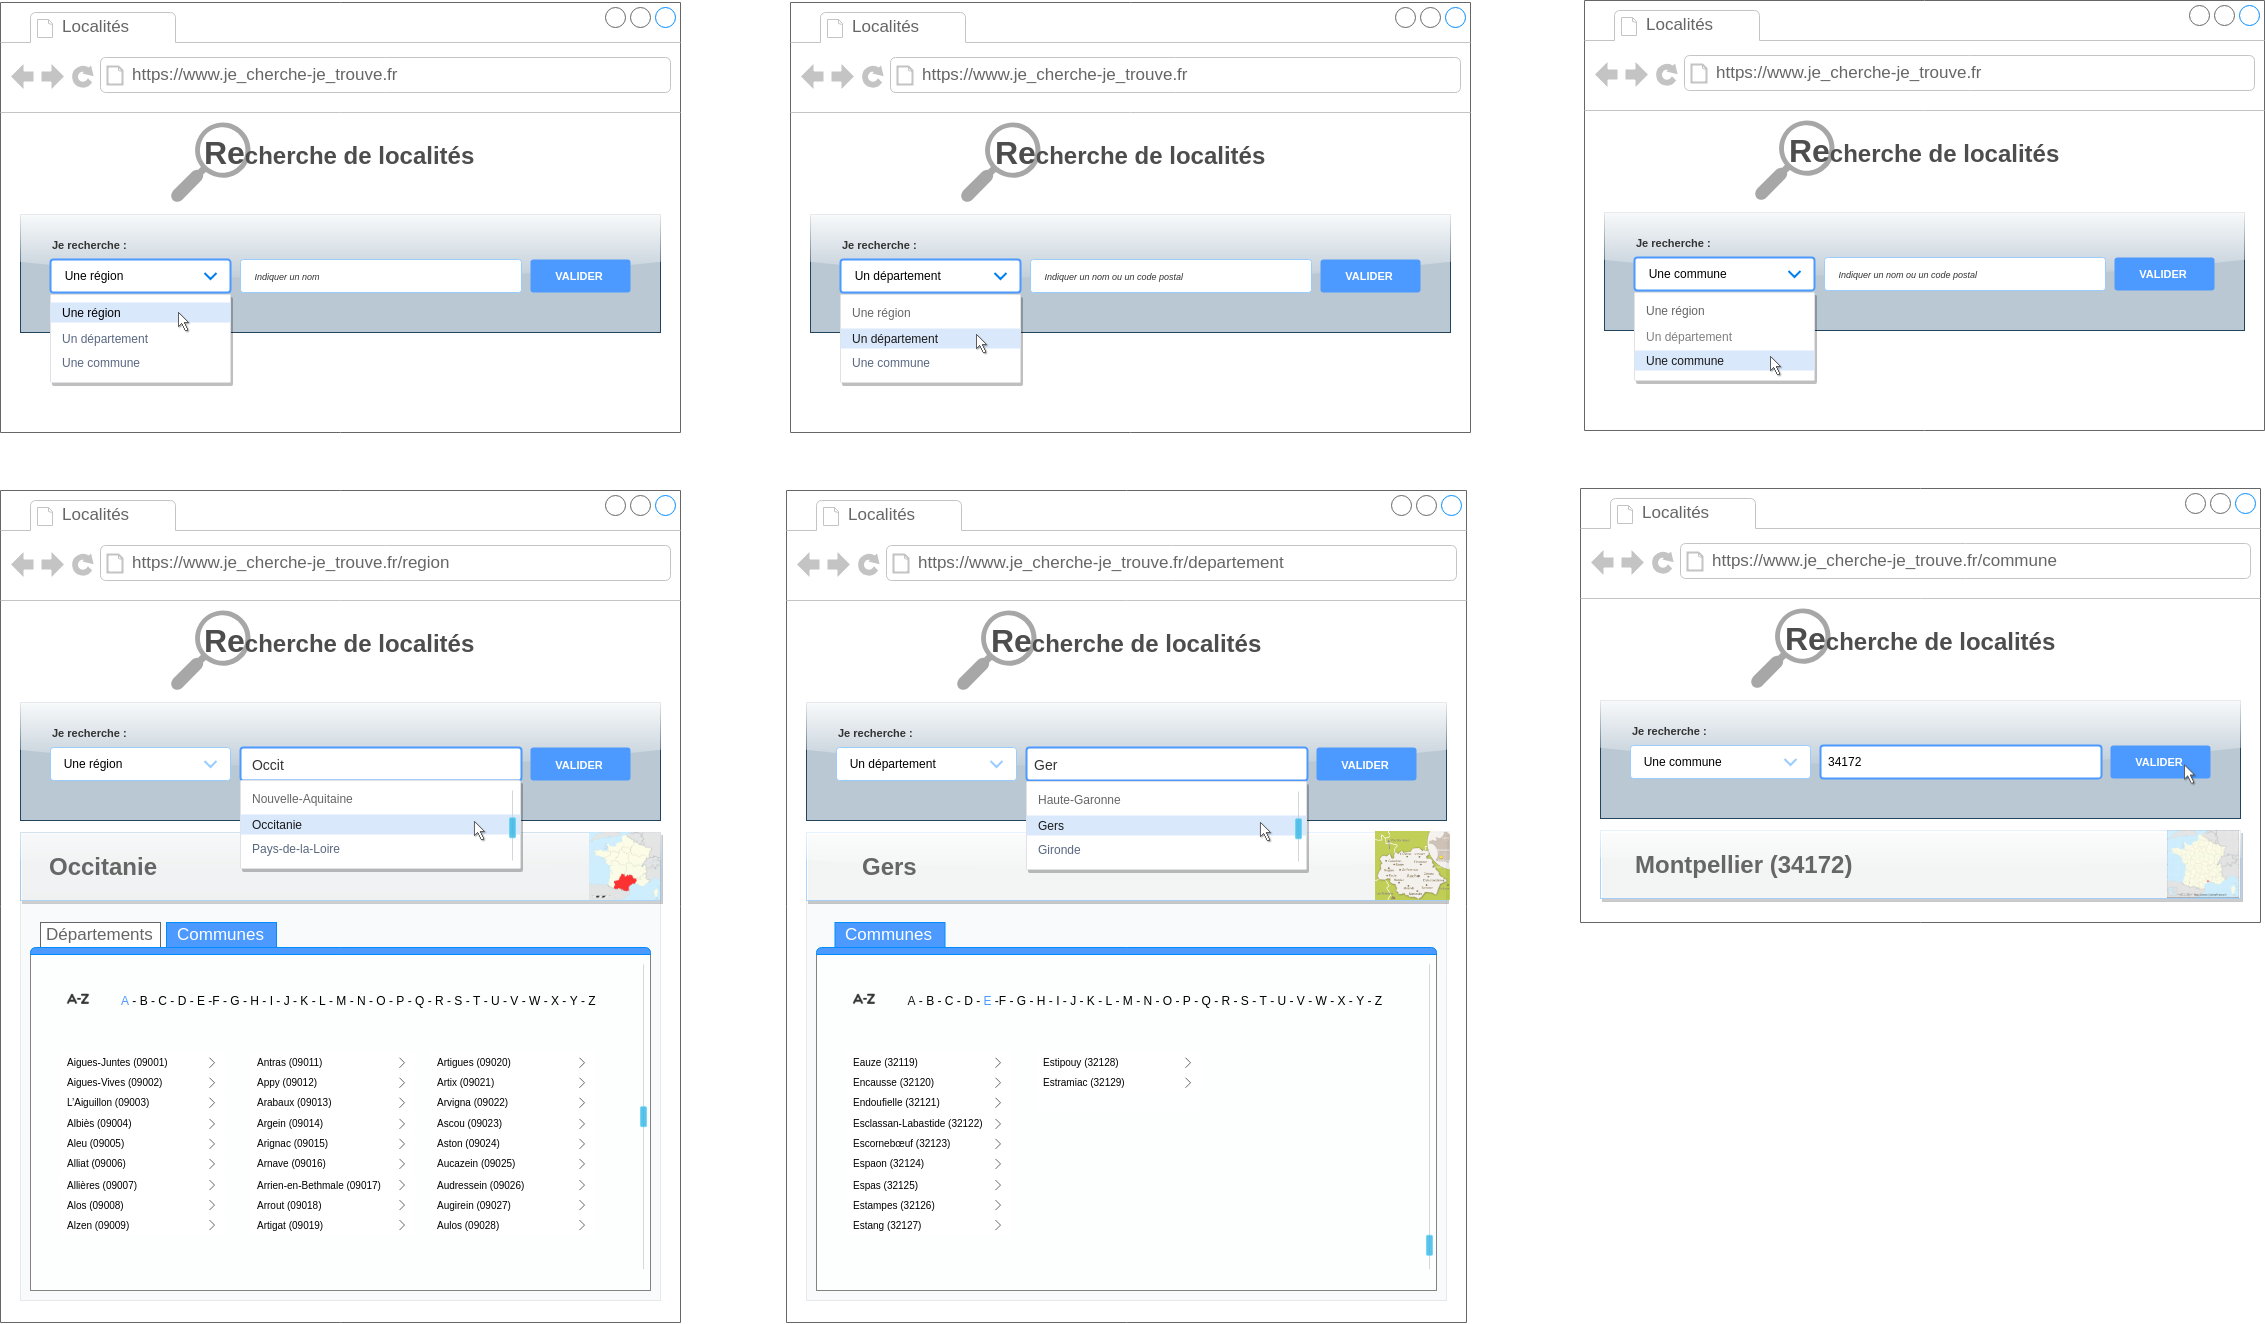 Localités
https://www.je_cherche-je_trouve.fr
Recherche de localités
Je recherche :
Une région
Indiquer un nom
VALIDER
Une région
Un département
Une commune
Localités
https://www.je_cherche-je_trouve.fr
Recherche de localités
Je recherche :
Un département
Indiquer un nom ou un code postal
VALIDER
Une région
Un département
Une commune
Localités
https://www.je_cherche-je_trouve.fr
Recherche de localités
Je recherche :
Une commune
Indiquer un nom ou un code postal
VALIDER
Une région
Un département
Une commune
Localités
https://www.je_cherche-je_trouve.fr/region
Recherche de localités
Je recherche :
Une région
Occit
VALIDER
Nouvelle-Aquitaine
Occitanie
Pays-de-la-Loire
Occitanie
Départements
Communes
A-Z
A - B - C - D - E -F - G - H - I - J - K - L - M - N - O - P - Q - R - S - T - U - V - W - X - Y - Z
Aigues-Juntes (09001)
Aigues-Vives (09002)
L'Aiguillon (09003)
Albiès (09004)
Aleu (09005)
Alliat (09006)
Allières (09007)
Alos (09008)
Alzen (09009)
Antras (09011)
Appy (09012)
Arabaux (09013)
Argein (09014)
Arignac (09015)
Arnave (09016)
Arrien-en-Bethmale (09017)
Arrout (09018)
Artigat (09019)
Artigues (09020)
Artix (09021)
Arvigna (09022)
Ascou (09023)
Aston (09024)
Aucazein (09025)
Audressein (09026)
Augirein (09027)
Aulos (09028)
Localités
https://www.je_cherche-je_trouve.fr/departement
Recherche de localités
Je recherche :
Un département
Ger
VALIDER
Haute-Garonne
Gers
Gironde
Gers
Communes
A-Z
A - B - C - D - E -F - G - H - I - J - K - L - M - N - O - P - Q - R - S - T - U - V - W - X - Y - Z
Eauze (32119)
Encausse (32120)
Endoufielle (32121)
Esclassan-Labastide (32122)
Escornebœuf (32123)
Espaon (32124)
Espas (32125)
Estampes (32126)
Estang (32127)
Estipouy (32128)
Estramiac (32129)
Localités
https://www.je_cherche-je_trouve.fr/commune
Recherche de localités
Je recherche :
Une commune
34172
VALIDER
Montpellier (34172)